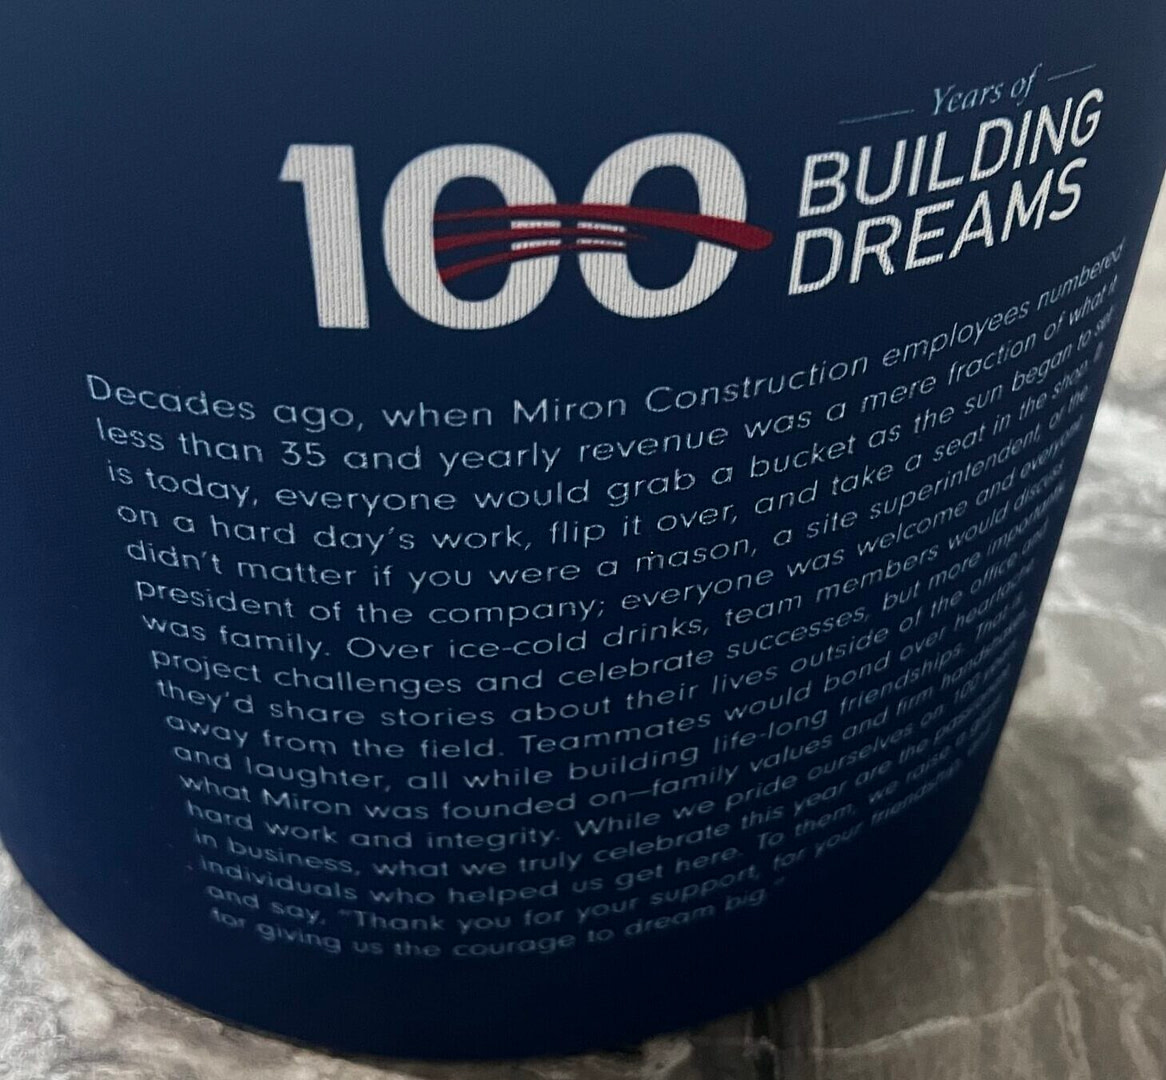 Years of
100 BUILDING
DREAMS
Decades ago, when Miron Construction employees numbered
less than 35 and yearly revenue was a mere fraction of what it
is today, everyone would grab a bucket as the sun began to set
on a hard day's work, flip it over, and take a seat in the shop. It
didn't matter if you were a mason, a site superintendent, or the
president of the company; everyone was welcome and everyone
was family. Over ice-cold drinks, team members would discuss
project challenges and celebrate successes, but more importantly
they'd share stories about their lives outside of the office and
away from the field. Teammates would bond over heartache
and laughter, all while building life-long friendships. That is
what Miron was founded on—family values and firm handshakes,
hard work and integrity. While we pride ourselves on 100 years
in business, what we truly celebrate this year are the passionate
individuals who helped us get here. To them, we raise a
and say, "Thank you for your support, for your friendship,
for giving us the courage to dream big."